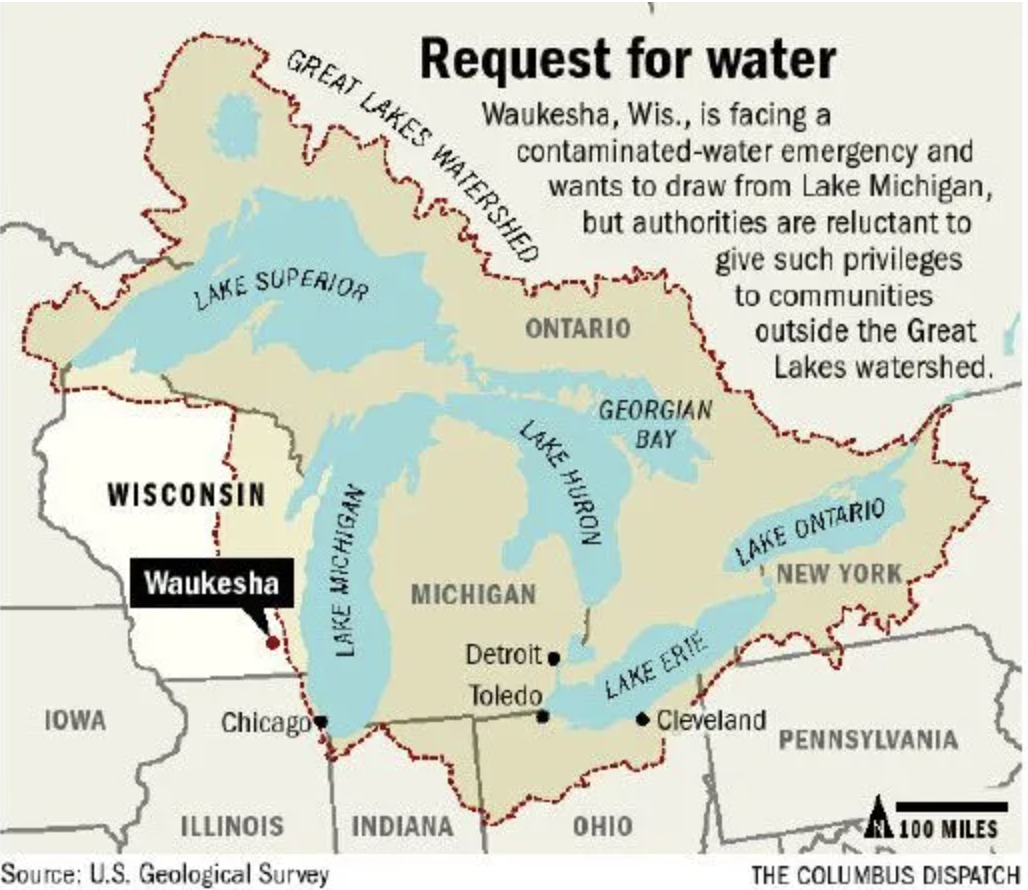 Request for water
Waukesha, Wis., is facing a
contaminated-water emergency and
wants to draw from Lake Michigan,
but authorities are reluctant to
give such privileges
to communities
outside the Great
Lakes watershed.
GREAT LAKES WATERSHED
LAKE SUPERIOR
ONTARIO
GEORGIAN
BAY
LAKE HURON
WISCONSIN
LAKE MICHIGAN
LAKE ONTARIO
Waukesha
MICHIGAN
NEW YORK
Detroit
LAKE ERIE
Toledo
IOWA
Chicago
Cleveland
PENNSYLVANIA
ILLINOIS
INDIANA
OHIO
N
100 MILES
Source: U.S. Geological Survey
THE COLUMBUS DISPATCH